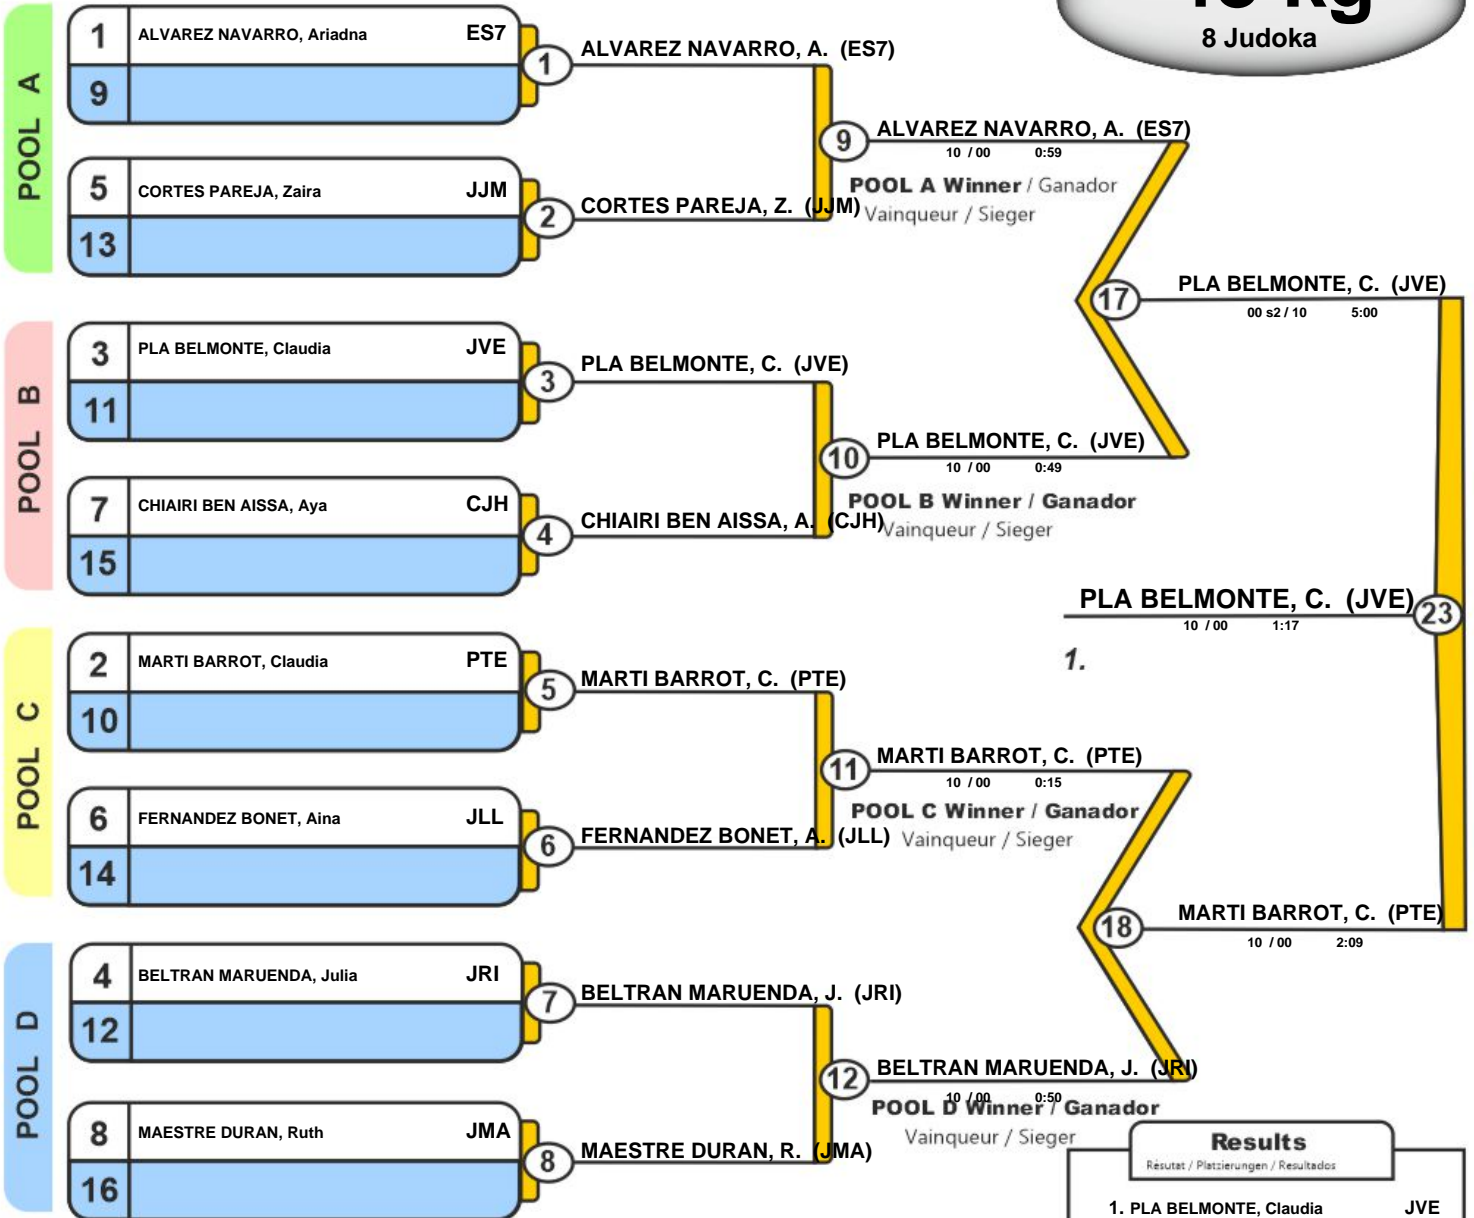 8 Judoka
POOL A
1 ALVAREZ NAVARRO, Ariadna ES7
9
1
ALVAREZ NAVARRO, A. (ES7)
5 CORTES PAREJA, Zaira JJM
13
2
CORTES PAREJA, Z. (JJM)
9
ALVAREZ NAVARRO, A. (ES7)
10 / 00 0:59
POOL A Winner / Ganador
Vainqueur / Sieger
POOL B
3 PLA BELMONTE, Claudia JVE
11
3
PLA BELMONTE, C. (JVE)
7 CHIAIRI BEN AISSA, Aya CJH
15
4
CHIAIRI BEN AISSA, A. (CJH)
10
PLA BELMONTE, C. (JVE)
10 / 00 0:49
POOL B Winner / Ganador
Vainqueur / Sieger
17
PLA BELMONTE, C. (JVE)
00 s2 / 10 5:00
POOL C
2 MARTI BARROT, Claudia PTE
10
5
MARTI BARROT, C. (PTE)
6 FERNANDEZ BONET, Aina JLL
14
6
FERNANDEZ BONET, A. (JLL)
11
MARTI BARROT, C. (PTE)
10 / 00 0:15
POOL C Winner / Ganador
Vainqueur / Sieger
POOL D
4 BELTRAN MARUENDA, Julia JRI
12
7
BELTRAN MARUENDA, J. (JRI)
8 MAESTRE DURAN, Ruth JMA
16
8
MAESTRE DURAN, R. (JMA)
12
BELTRAN MARUENDA, J. (JRI)
10 / 00 0:50
POOL D Winner / Ganador
Vainqueur / Sieger
18
MARTI BARROT, C. (PTE)
10 / 00 2:09
23
PLA BELMONTE, C. (JVE)
10 / 00 1:17
1.
Results
Résutat / Platzierungen / Resultados
1. PLA BELMONTE, Claudia JVE